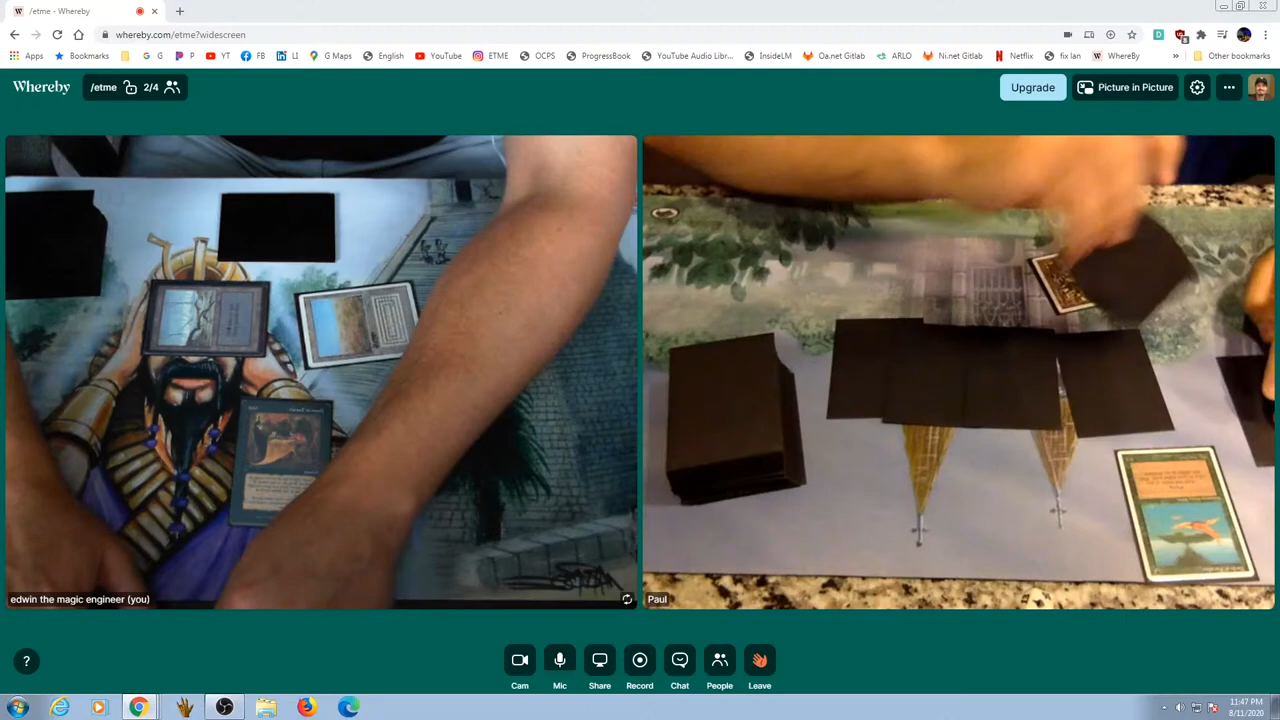 /etme - Whereby
whereby.com/etme?widescreen
Apps Bookmarks G G P P W FB LI G Maps English YouTube ETME OCPS ProgressBook YouTube Audio Lib... InsideLM Oa.net Gitlab ARLO Ni.net Gitlab Netflix fix lan WhereBy » Other bookmarks
Whereby /etme 2/4 Upgrade Picture in Picture
edwin the magic engineer (you) Paul
? Cam Mic Share Record Chat People Leave
11:47 PM
8/11/2020